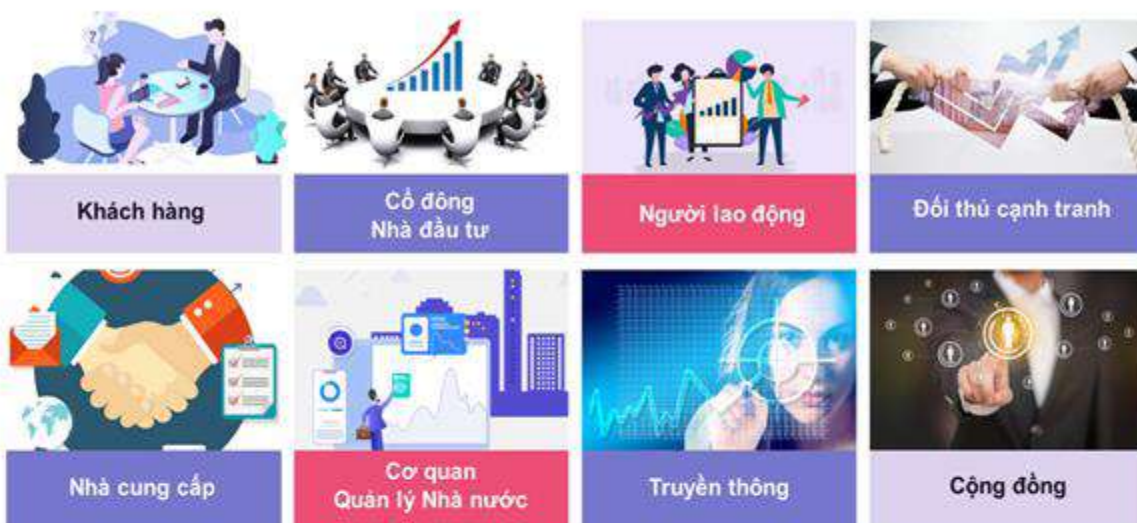 Khách hàng
Cổ đông
Nhà đầu tư
Người lao động
Đối thủ cạnh tranh
Nhà cung cấp
Cơ quan
Quản lý Nhà nước
Truyền thông
Cộng đồng